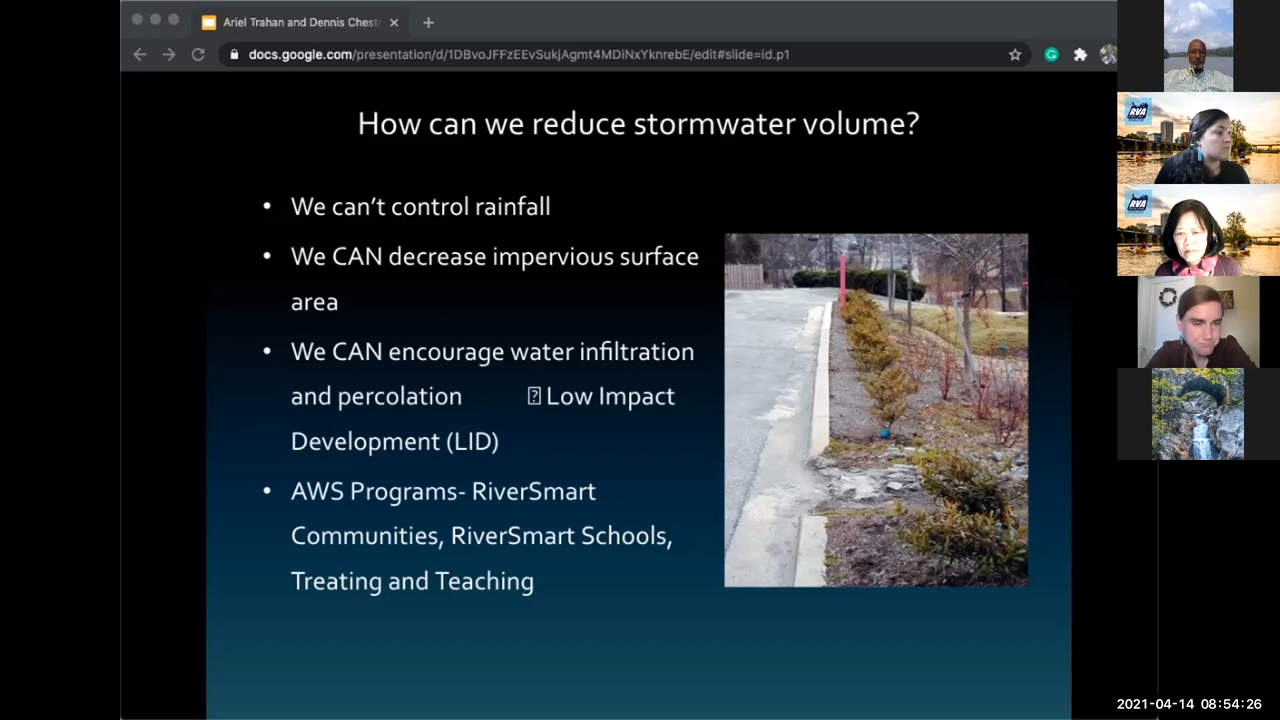 Ariel Trahan and Dennis Chest
docs.google.com/presentation/d/1DBvoJFFzEEvSukjAgmt4MDiNxYknrebE/edit#slide=id.p1
How can we reduce stormwater volume?
• We can't control rainfall
• We CAN decrease impervious surface
area
• We CAN encourage water infiltration
and percolation Low Impact
Development (LID)
• AWS Programs- RiverSmart
Communities, RiverSmart Schools,
Treating and Teaching
RVA
RVA
2021-04-14 08:54:26